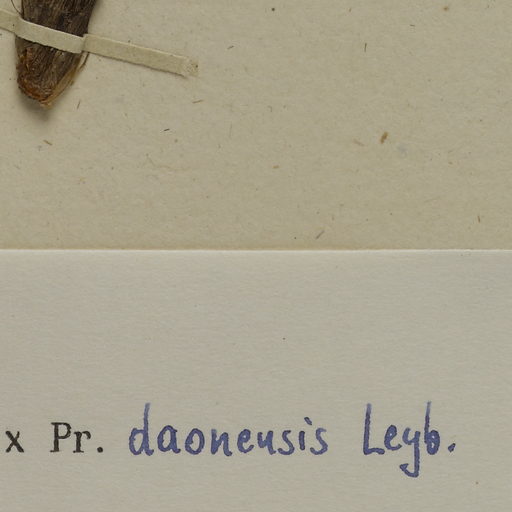 x Pr. daonensis Leyb.